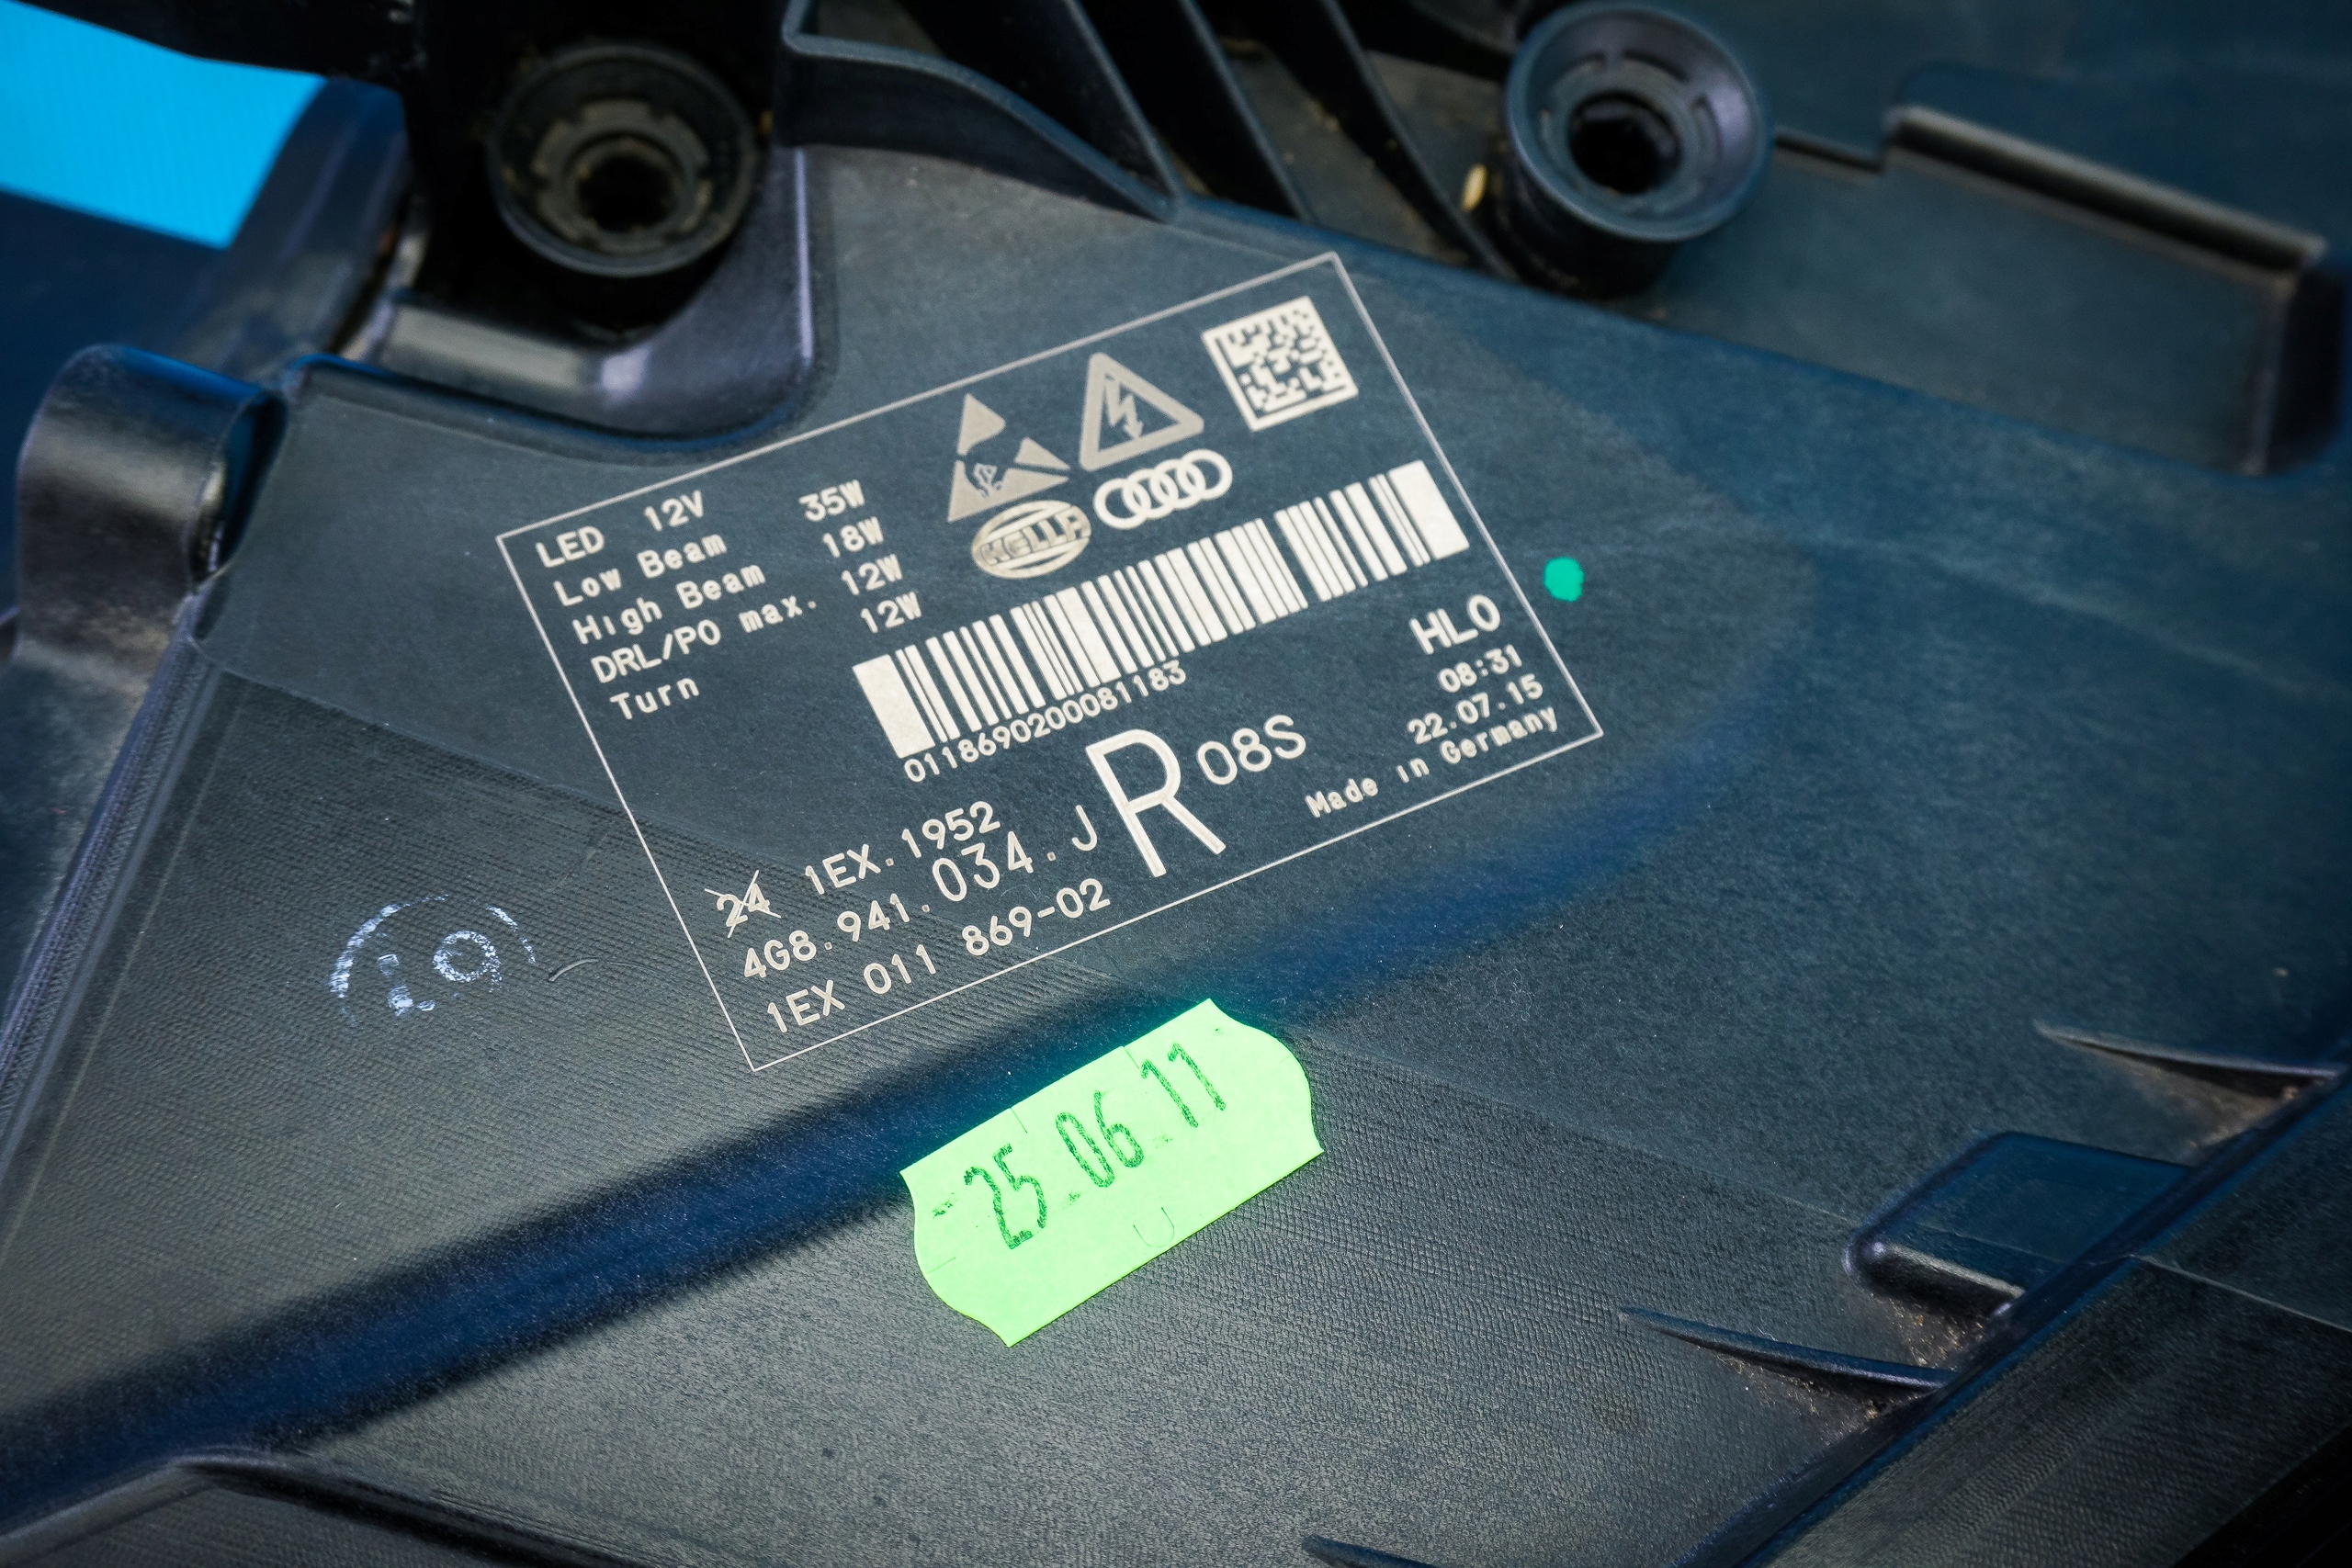 LED 12V
Low Beam 35W
High Beam 18W
DRL/PO max. 12W
Turn 12W
HELLA
0118690200081183
HLO
08:31
22.07.15
Made in Germany
24 1EX.1952
4G8.941.034.J R 08S
1EX 011 869-02
25.06.11